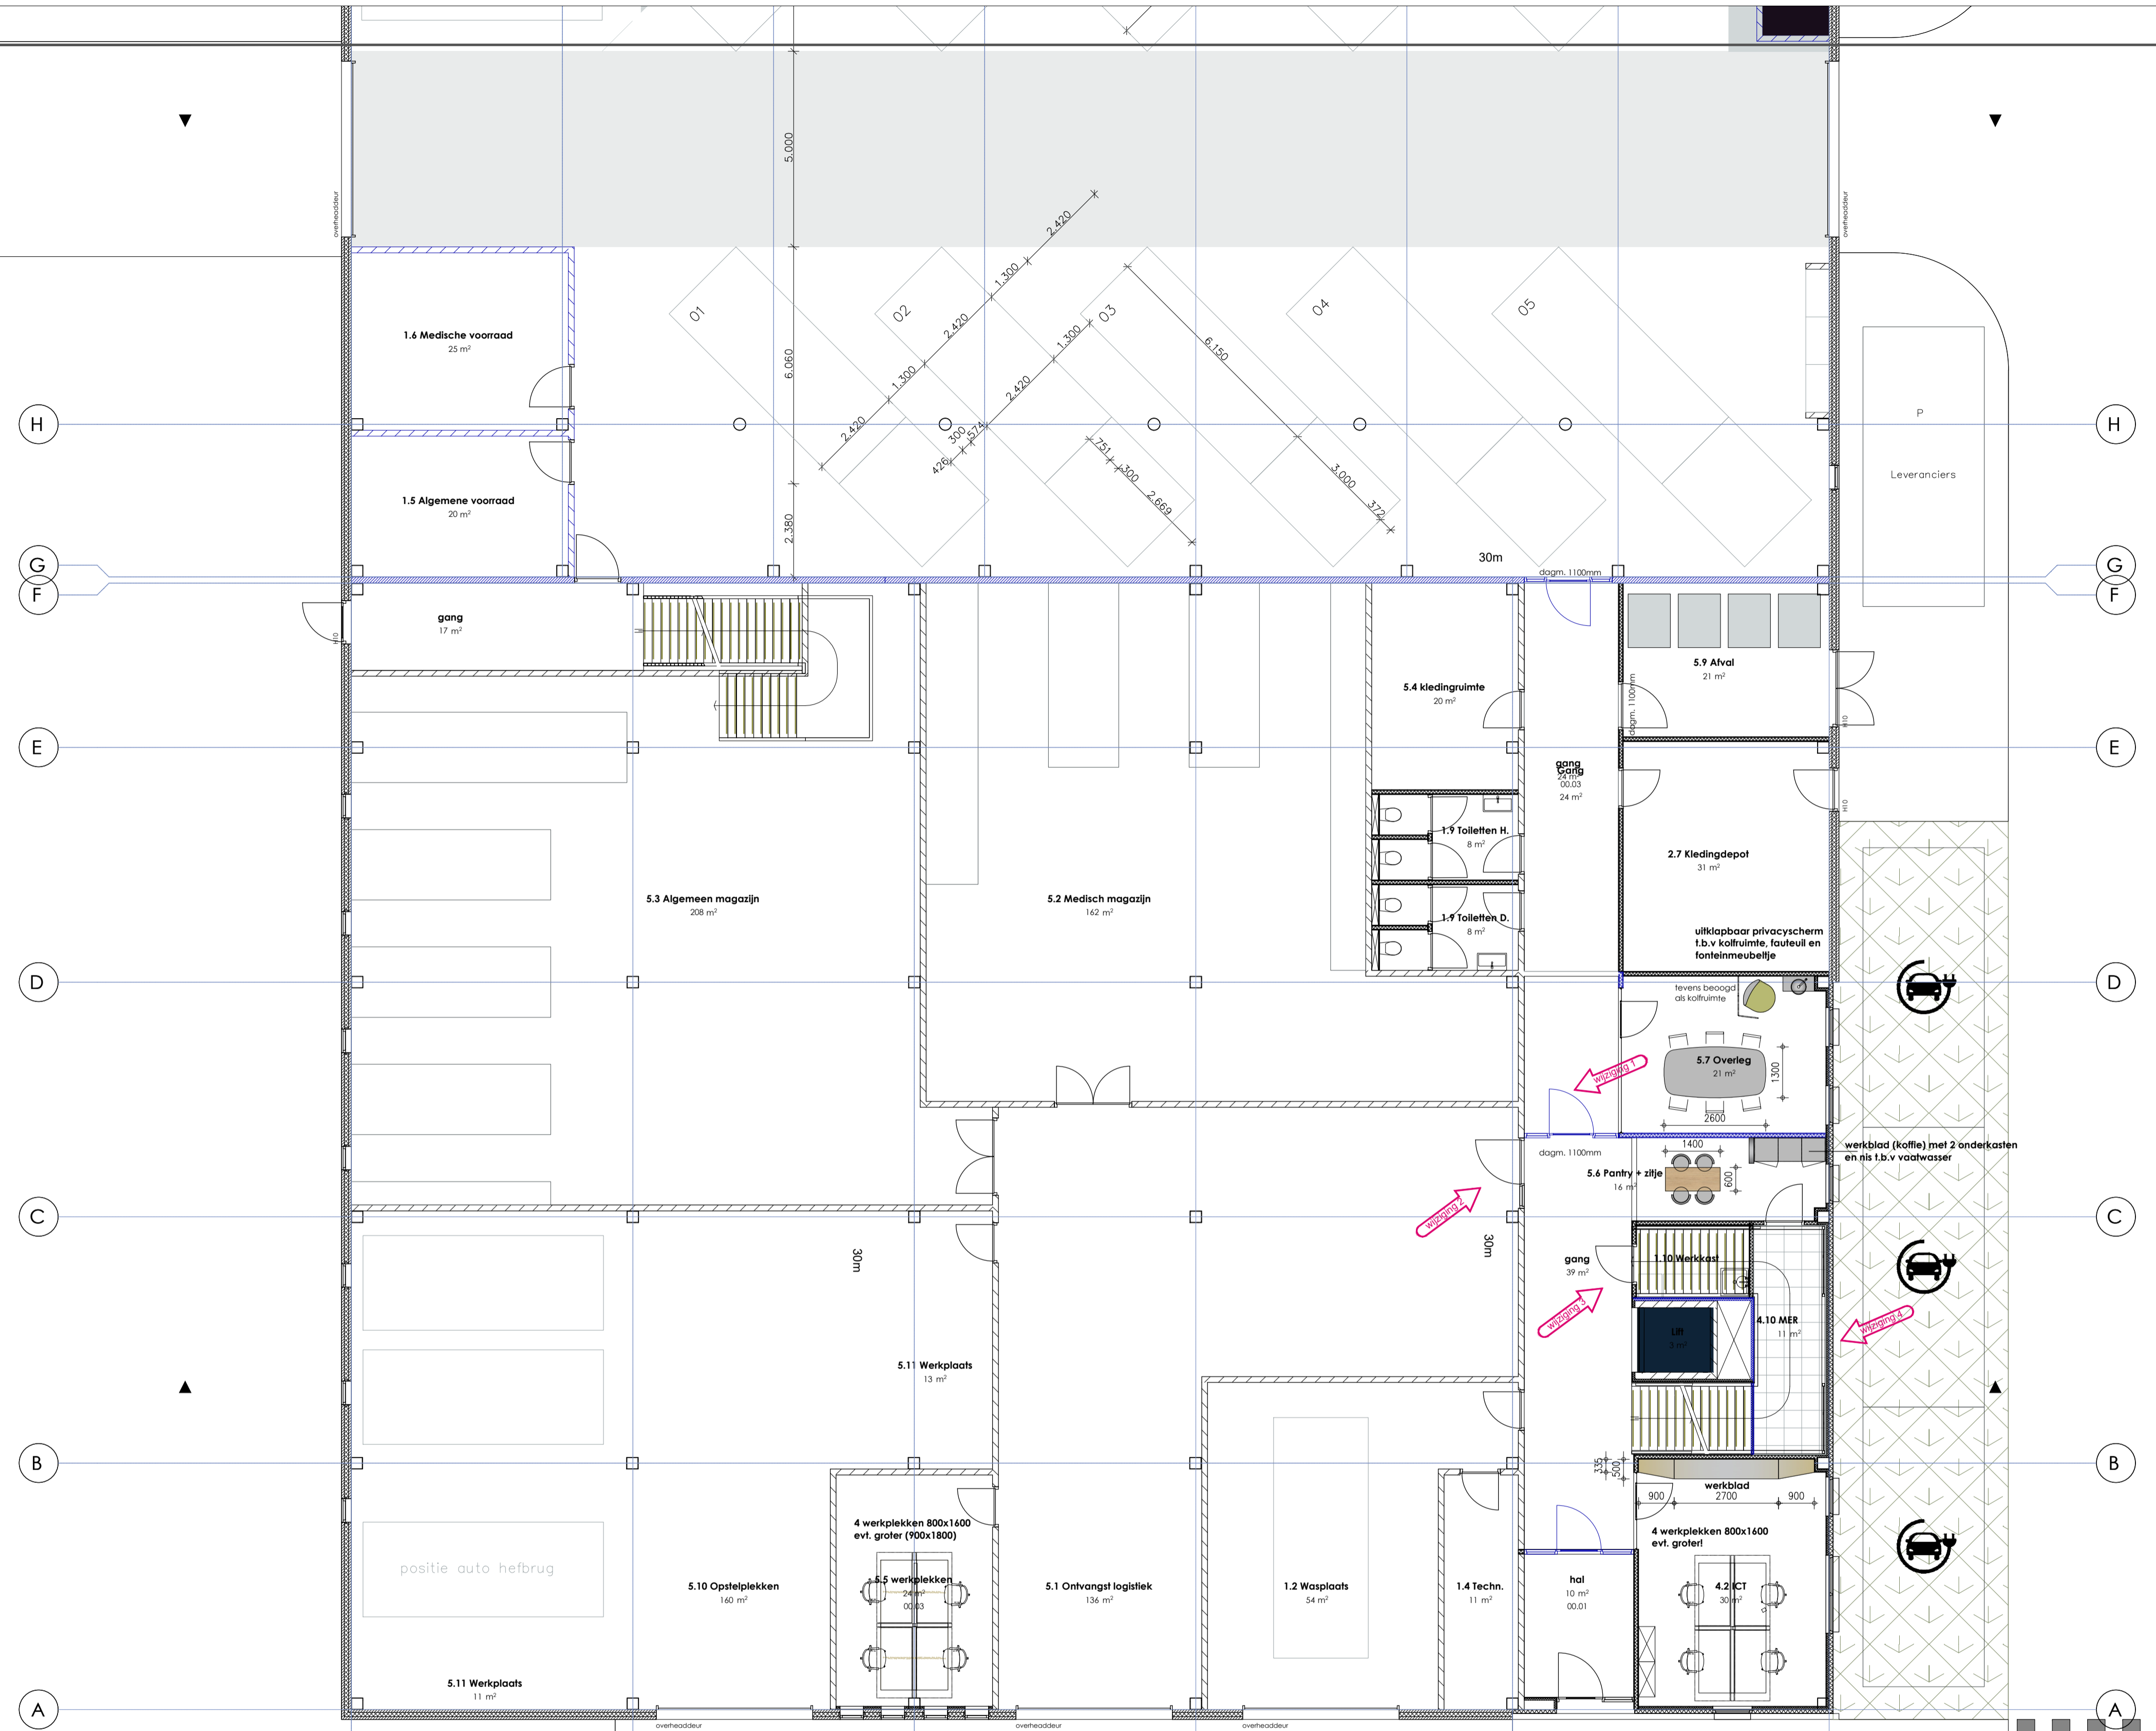 overheaddeur
overheaddeur
5.000
2.420
1.300
2.420
1.300
2.420
1.300
2.420
300
574
426
6.060
2.380
01
02
03
04
05
6.150
3.000
372
751
300
2.669
1.6 Medische voorraad
25 m²
1.5 Algemene voorraad
20 m²
P
Leveranciers
H
H
G
G
F
F
30m
dagm. 1100mm
gang
17 m²
H10
5.4 kledingruimte
20 m²
5.9 Afval
21 m²
dagm. 1100mm
H10
E
E
gang
24 m²
Gang
00.03
24 m²
H10
1.9 Toiletten H.
8 m²
1.9 Toiletten D.
8 m²
2.7 Kledingdepot
31 m²
5.3 Algemeen magazijn
208 m²
5.2 Medisch magazijn
162 m²
uitklapbaar privacyscherm
t.b.v kolfruimte, fauteuil en
fonteinmeubeltje
D
D
tevens beoogd
als kolfruimte
5.7 Overleg
21 m²
1300
2600
wijziging 1
dagm. 1100mm
1400
600
5.6 Pantry + zitje
16 m²
werkblad (koffie) met 2 onderkasten
en nis t.b.v vaatwasser
wijziging 2
C
C
30m
30m
gang
39 m²
1.10 Werkkast
wijziging 3
Lift
3 m²
4.10 MER
11 m²
wijziging 4
5.11 Werkplaats
13 m²
B
B
335
500
werkblad
900
2700
900
4 werkplekken 800x1600
evt. groter (900x1800)
4 werkplekken 800x1600
evt. groter!
positie auto hefbrug
5.10 Opstelplekken
160 m²
5.5 werkplekken
24 m²
00.03
5.1 Ontvangst logistiek
136 m²
1.2 Wasplaats
54 m²
1.4 Techn.
11 m²
hal
10 m²
00.01
4.2 ICT
30 m²
5.11 Werkplaats
11 m²
A
A
overheaddeur
overheaddeur
overheaddeur